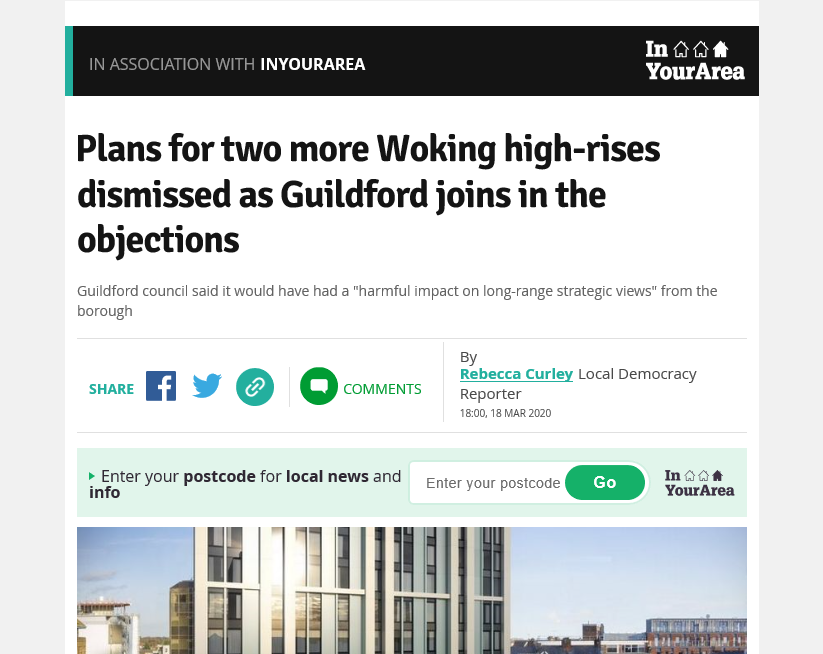 IN ASSOCIATION WITH INYOURAREA
In
YourArea
Plans for two more Woking high-rises
dismissed as Guildford joins in the
objections
Guildford council said it would have had a "harmful impact on long-range strategic views" from the
borough
SHARE
COMMENTS
By
Rebecca Curley Local Democracy
Reporter
18:00, 18 MAR 2020
Enter your postcode for local news and
info
Enter your postcode
Go
In
YourArea